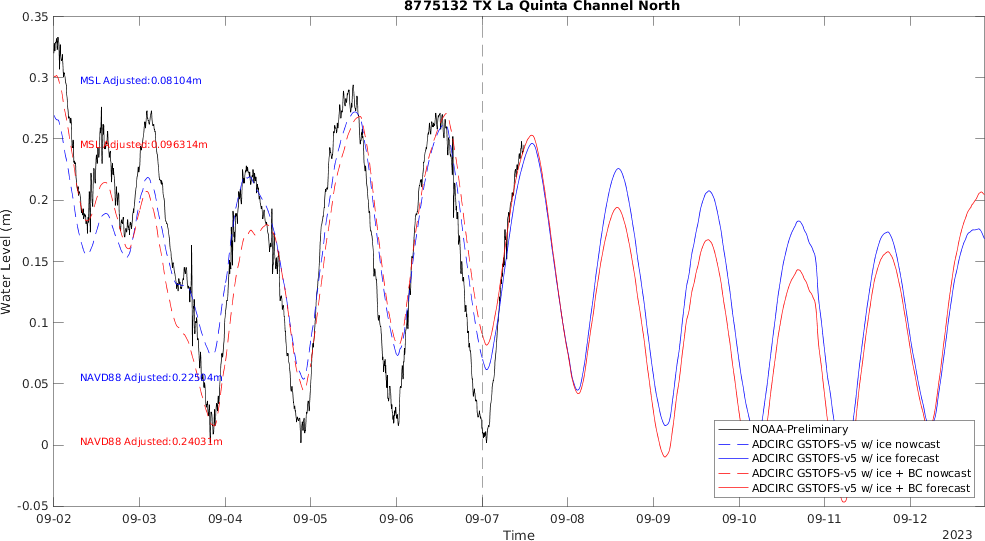 8775132 TX La Quinta Channel North
0.35
0.3
0.25
0.2
0.15
0.1
0.05
0
-0.05
Water Level (m)
MSL Adjusted:0.08104m
MSL Adjusted:0.096314m
NAVD88 Adjusted:0.22504m
NAVD88 Adjusted:0.24031m
NOAA-Preliminary
ADCIRC GSTOFS-v5 w/ ice nowcast
ADCIRC GSTOFS-v5 w/ ice forecast
ADCIRC GSTOFS-v5 w/ ice + BC nowcast
ADCIRC GSTOFS-v5 w/ ice + BC forecast
09-02 09-03 09-04 09-05 09-06 09-07 09-08 09-09 09-10 09-11 09-12
Time
2023